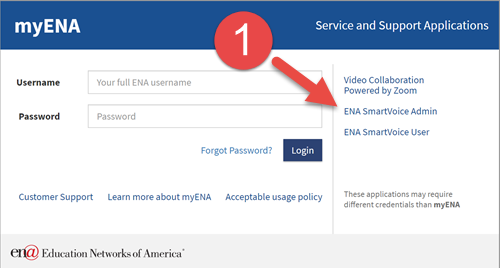 myENA
Service and Support Applications
1
Username
Your full ENA username
Password
Password
Forgot Password?
Login
Video Collaboration
Powered by Zoom
ENA SmartVoice Admin
ENA SmartVoice User
Customer Support
Learn more about myENA
Acceptable usage policy
These applications may require
different credentials than myENA
en@ Education Networks of America®